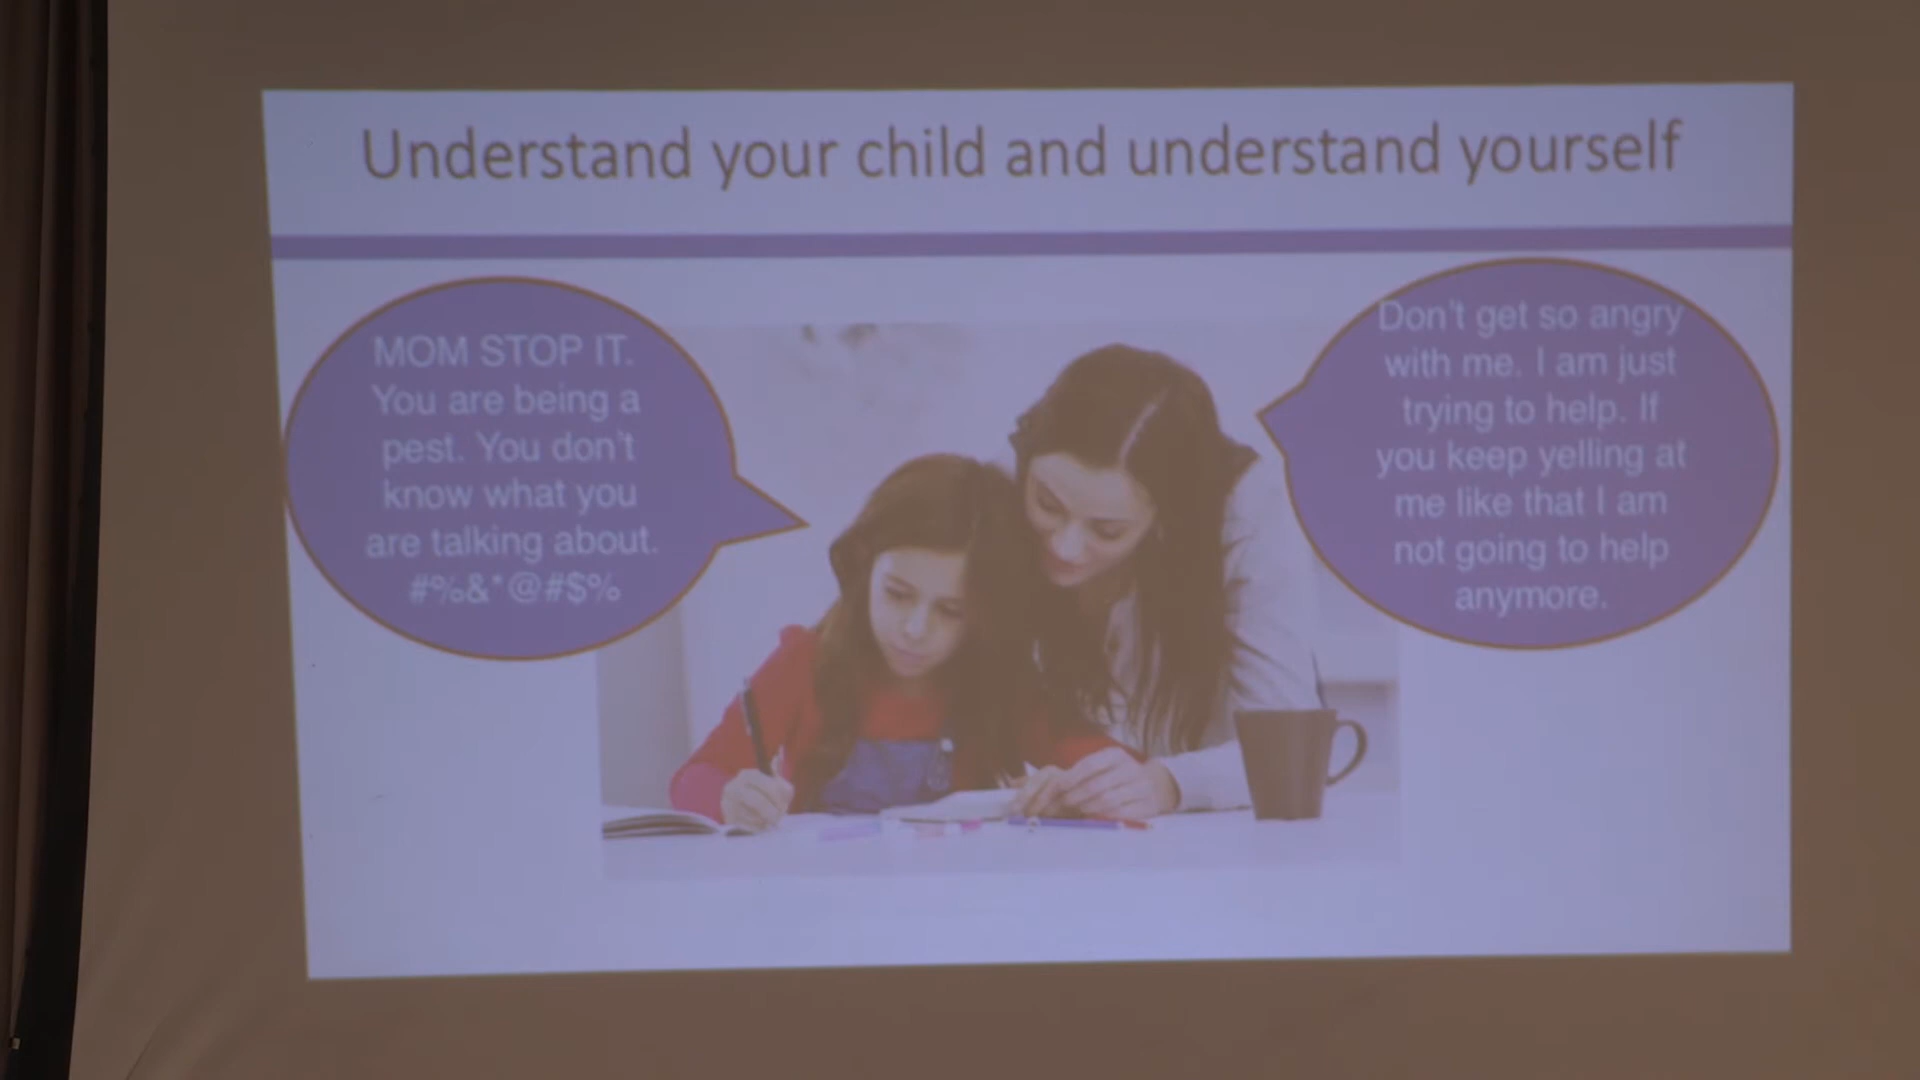 Understand your child and understand yourself
MOM STOP IT.
You are being a
pest. You don't
know what you
are talking about.
#%&*@#$%
Don't get so angry
with me. I am just
trying to help. If
you keep yelling at
me like that I am
not going to help
anymore.